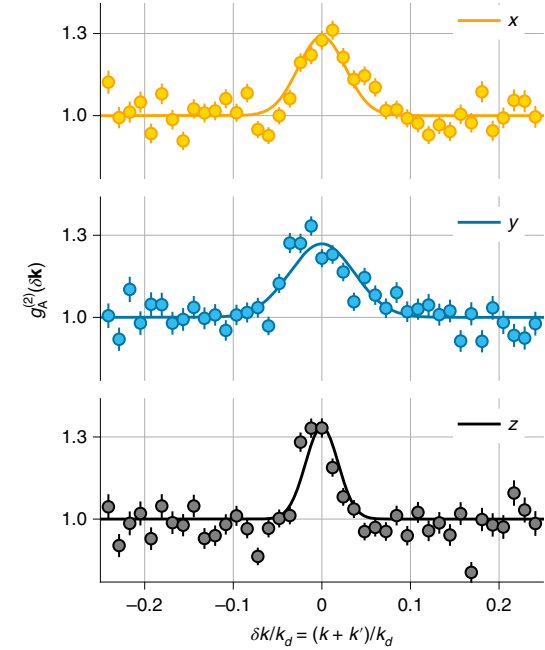 x
1.3
1.0
y
1.3
1.0
g_A^{(2)}(δk)
z
1.3
1.0
−0.2 −0.1 0 0.1 0.2
δk/k_d = (k + k′)/k_d